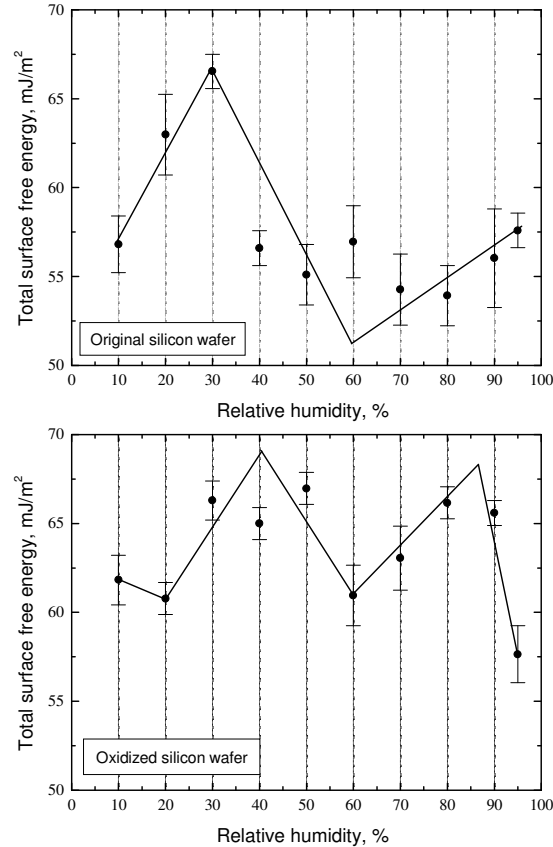 70
65
60
55
50
Total surface free energy, mJ/m²
Original silicon wafer
0 10 20 30 40 50 60 70 80 90 100
Relative humidity, %
70
65
60
55
50
Total surface free energy, mJ/m²
Oxidized silicon wafer
0 10 20 30 40 50 60 70 80 90 100
Relative humidity, %